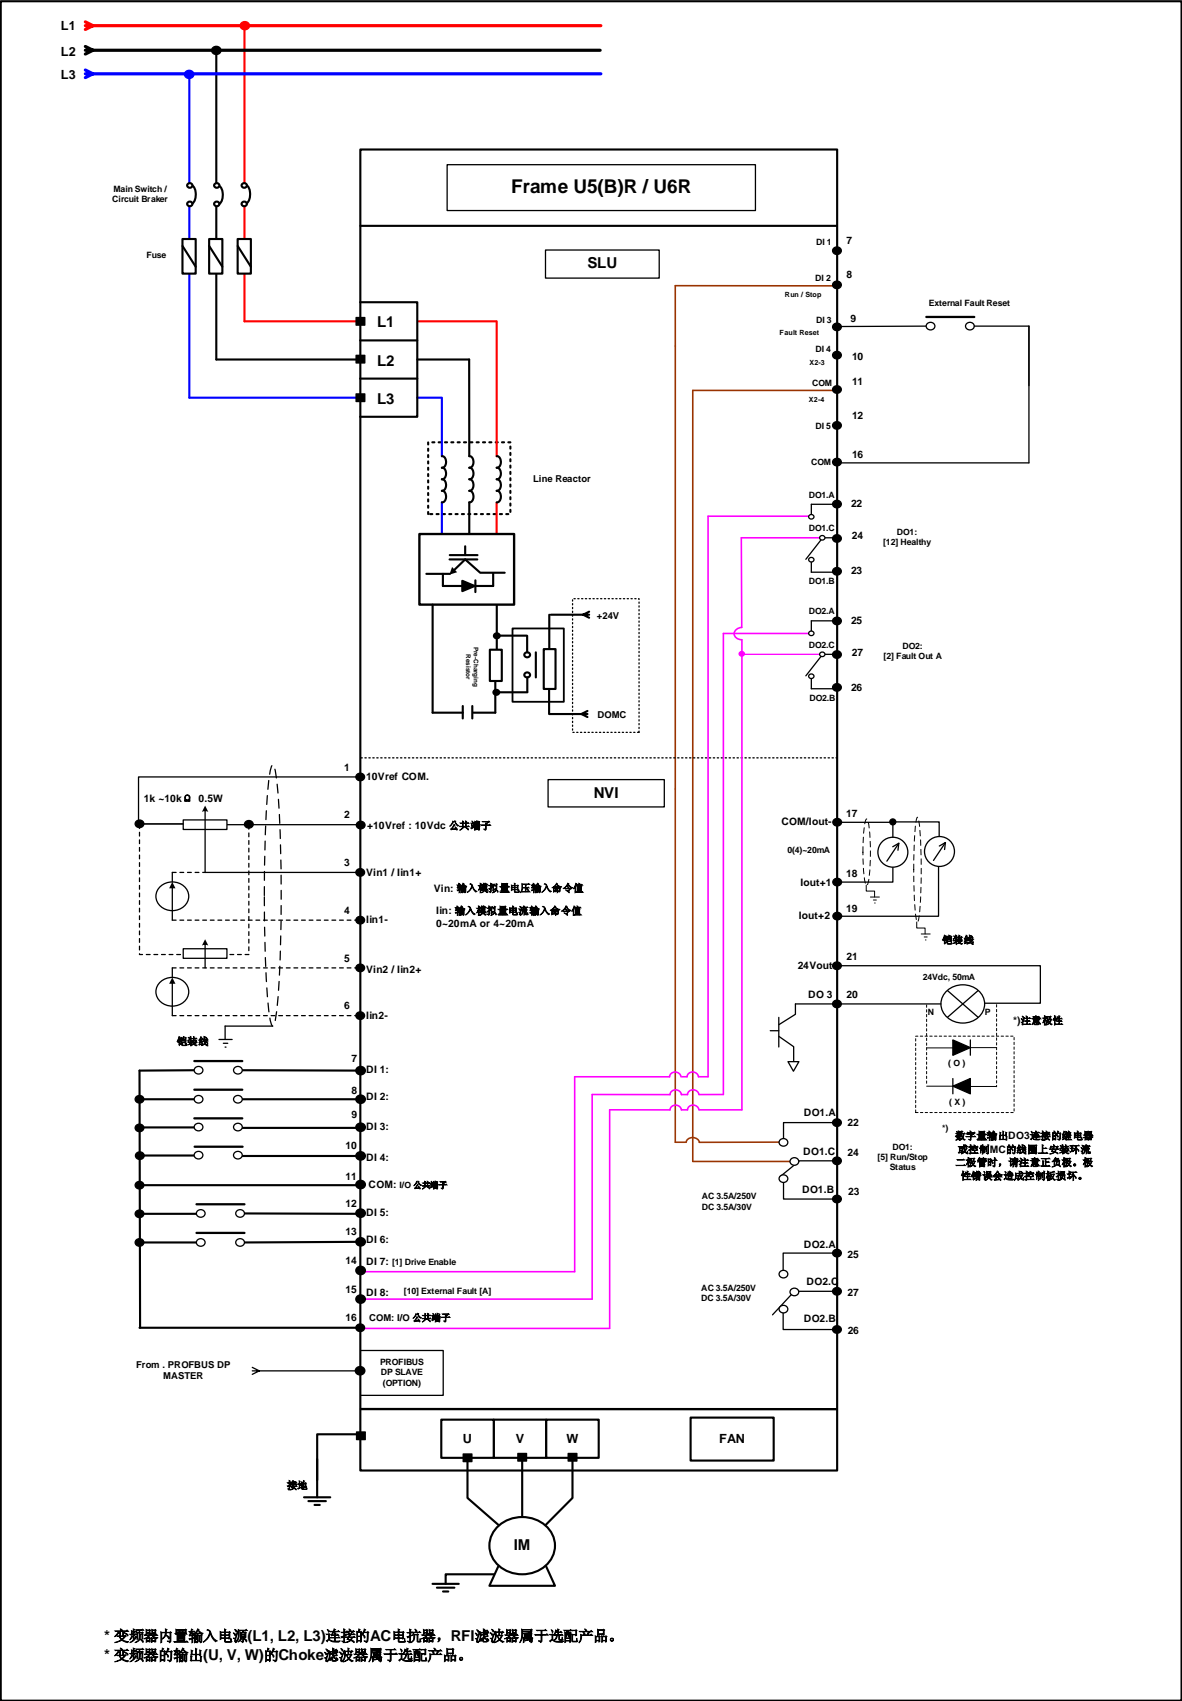 L1
L2
L3
Frame U5(B)R / U6R
Main Switch /
Circuit Braker
Fuse
SLU
DI 1
7
DI 2
8
Run / Stop
External Fault Reset
DI 3
9
Fault Reset
DI 4
10
X2-3
COM
11
X2-4
12
DI 5
COM
16
L1
L2
L3
Line Reactor
DO1.A
22
DO1.C
24
DO1:
[12] Healthy
23
DO1.B
DO2.A
25
DO2.C
27
DO2:
[2] Fault Out A
26
DO2.B
+24V
Pre-Charging
Resistor
DOMC
NVI
1
10Vref COM.
1k ~10kΩ 0.5W
2
+10Vref : 10Vdc 公共端子
3
Vin1 / Iin1+
Vin: 输入模拟量电压输入命令值
4
Iin1-
Iin: 输入模拟量电流输入命令值
0~20mA or 4~20mA
5
Vin2 / Iin2+
6
Iin2-
铠装线
17
COM/Iout-
0(4)~20mA
18
Iout+1
19
Iout+2
铠装线
21
24Vout
24Vdc, 50mA
DO 3
20
N
P
*)注意极性
( O )
( X )
*)
数字量输出DO3连接的继电器
或控制MC的线圈上安装环流
二极管时，请注意正负极。极
性错误会造成控制板损坏。
7
DI 1:
8
DI 2:
9
DI 3:
10
DI 4:
11
COM: I/O 公共端子
12
DI 5:
13
DI 6:
14
DI 7: [1] Drive Enable
15
DI 8: [10] External Fault [A]
16
COM: I/O 公共端子
DO1.A
22
DO1.C
24
DO1:
[5] Run/Stop
Status
DO1.B
23
AC 3.5A/250V
DC 3.5A/30V
DO2.A
25
DO2.C
27
AC 3.5A/250V
DC 3.5A/30V
DO2.B
26
From . PROFBUS DP
MASTER
PROFIBUS
DP SLAVE
(OPTION)
U
V
W
FAN
接地
IM
* 变频器内置输入电源(L1, L2, L3)连接的AC电抗器，RFI滤波器属于选配产品。
* 变频器的输出(U, V, W)的Choke滤波器属于选配产品。